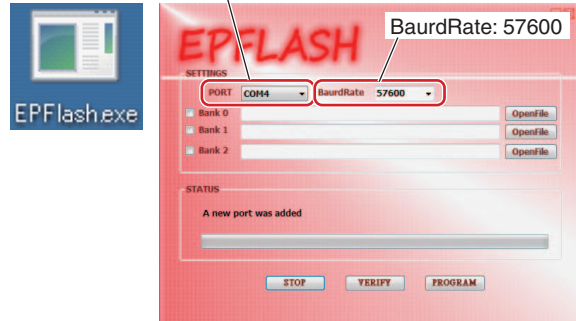 BaurdRate: 57600
EPFLASH
SETTINGS
PORT COM4 BaurdRate 57600
Bank 0 OpenFile
Bank 1 OpenFile
Bank 2 OpenFile
EPFlash.exe
STATUS
A new port was added
STOP VERIFY PROGRAM